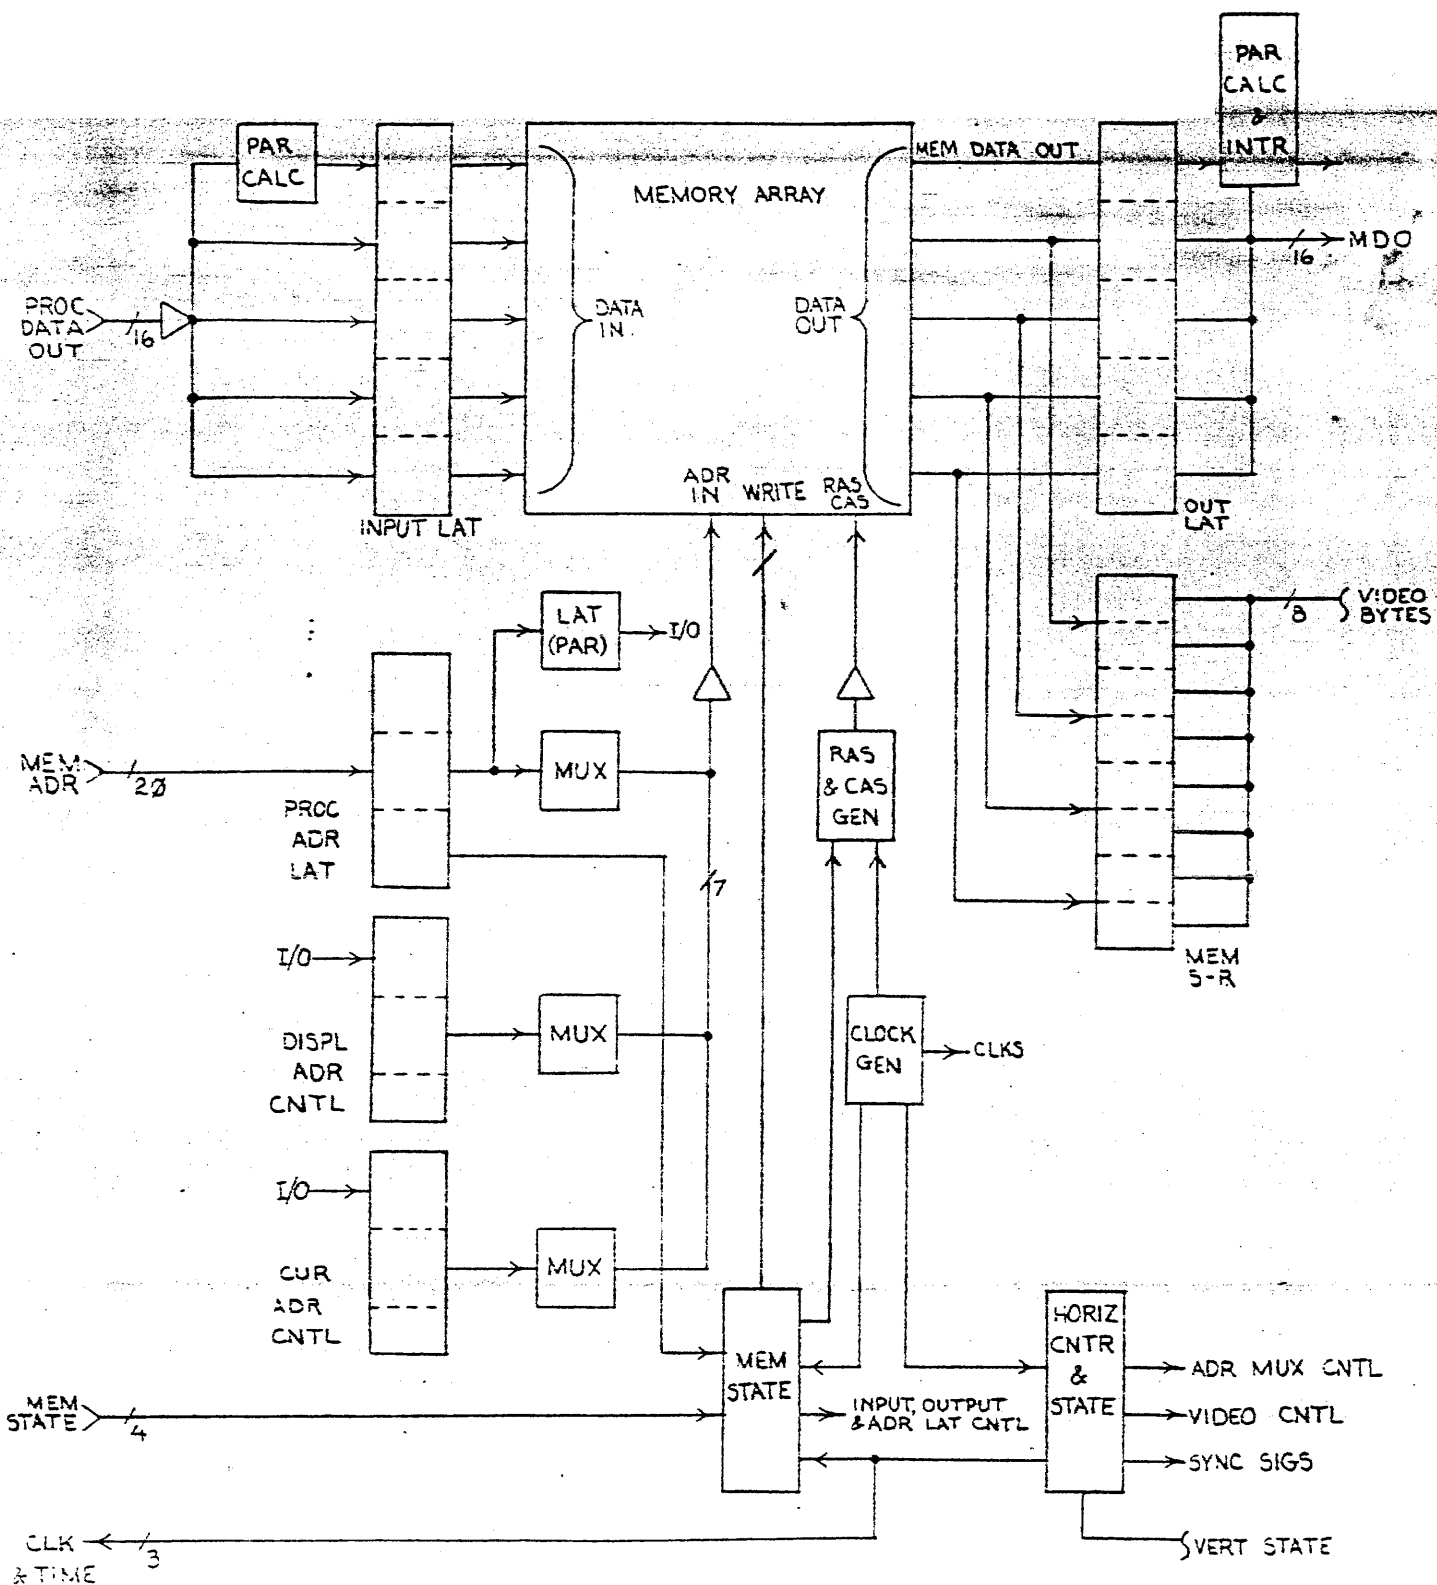 PAR
CALC
&
INTR
PAR
CALC
MEM DATA OUT
MEMORY ARRAY
MDO
16
PROC
DATA
OUT
16
DATA
IN
DATA
OUT
ADR
IN
WRITE
RAS
CAS
INPUT LAT
OUT
LAT
LAT
(PAR)
I/O
8
VIDEO
BYTES
MEM
ADR
20
MUX
RAS
& CAS
GEN
PROC
ADR
LAT
7
I/O
MEM
S-R
DISPL
ADR
CNTL
MUX
CLOCK
GEN
CLKS
I/O
CUR
ADR
CNTL
MUX
HORIZ
CNTR
&
STATE
MEM
STATE
ADR MUX CNTL
MEM
STATE
4
INPUT, OUTPUT
& ADR LAT CNTL
VIDEO CNTL
SYNC SIGS
CLK
& TIME
3
VERT STATE